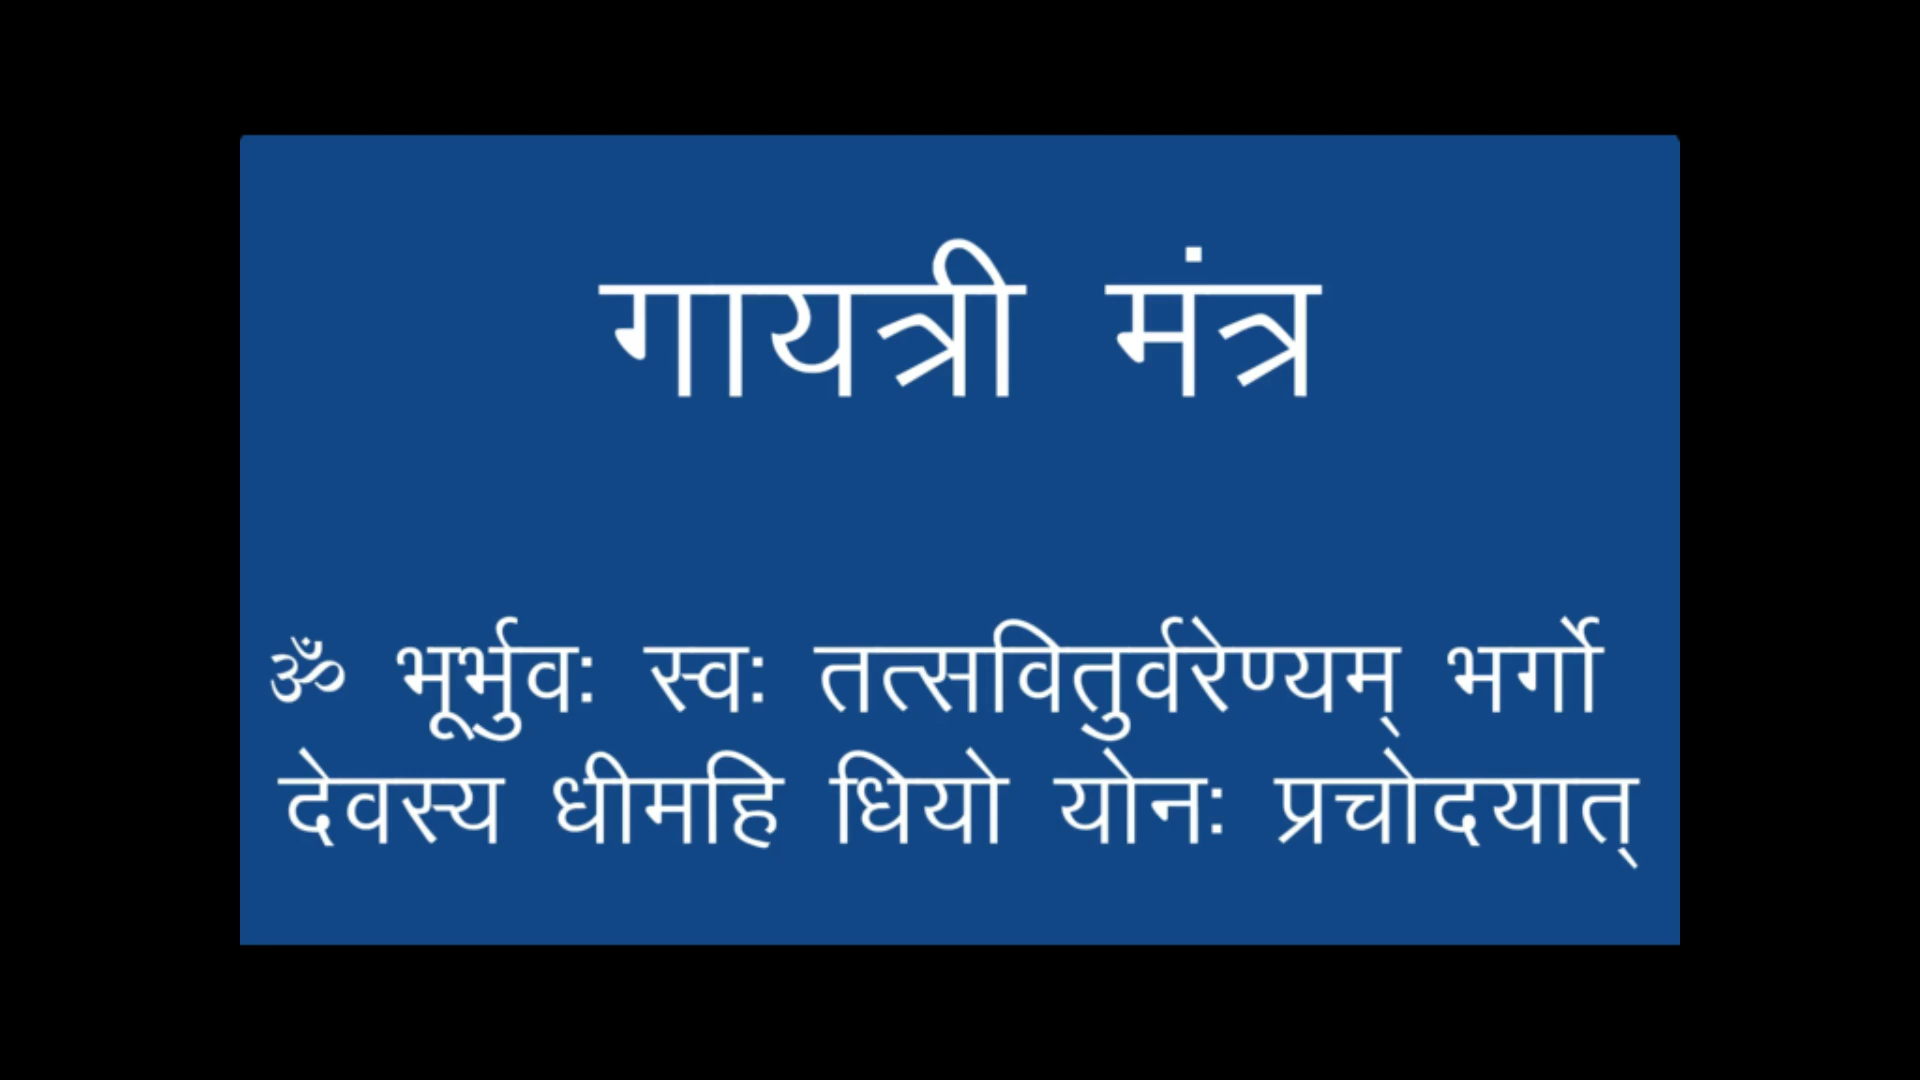 गायत्री मंत्र
ॐ भूर्भुवः स्वः तत्सवितुर्वरेण्यम् भर्गो
देवस्य धीमहि धियो योनः प्रचोदयात्